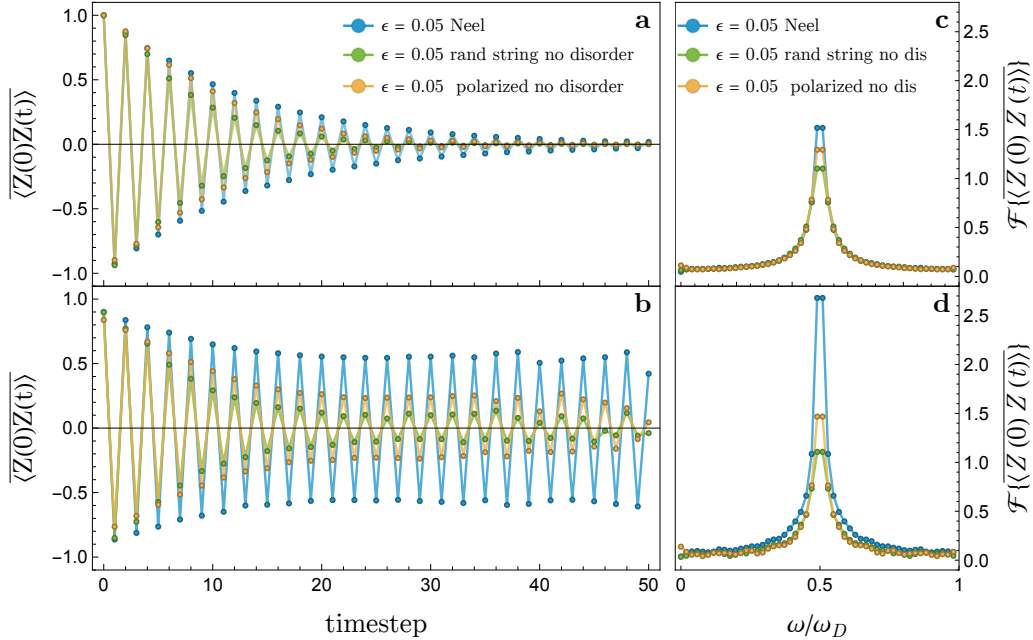 a
ϵ = 0.05 Neel
ϵ = 0.05 rand string no disorder
ϵ = 0.05 polarized no disorder
1.0
0.5
0.0
−0.5
−1.0
⟨Z(0)Z(t)⟩
c
ϵ = 0.05 Neel
ϵ = 0.05 rand string no dis
ϵ = 0.05 polarized no dis
2.5
2.0
1.5
1.0
0.5
0.0
ℱ{⟨Z (0) Z (t)⟩}
b
1.0
0.5
0.0
−0.5
−1.0
⟨Z(0)Z(t)⟩
0 10 20 30 40 50
timestep
d
2.5
2.0
1.5
1.0
0.5
0.0
ℱ{⟨Z (0) Z (t)⟩}
0 0.5 1
ω/ω_D